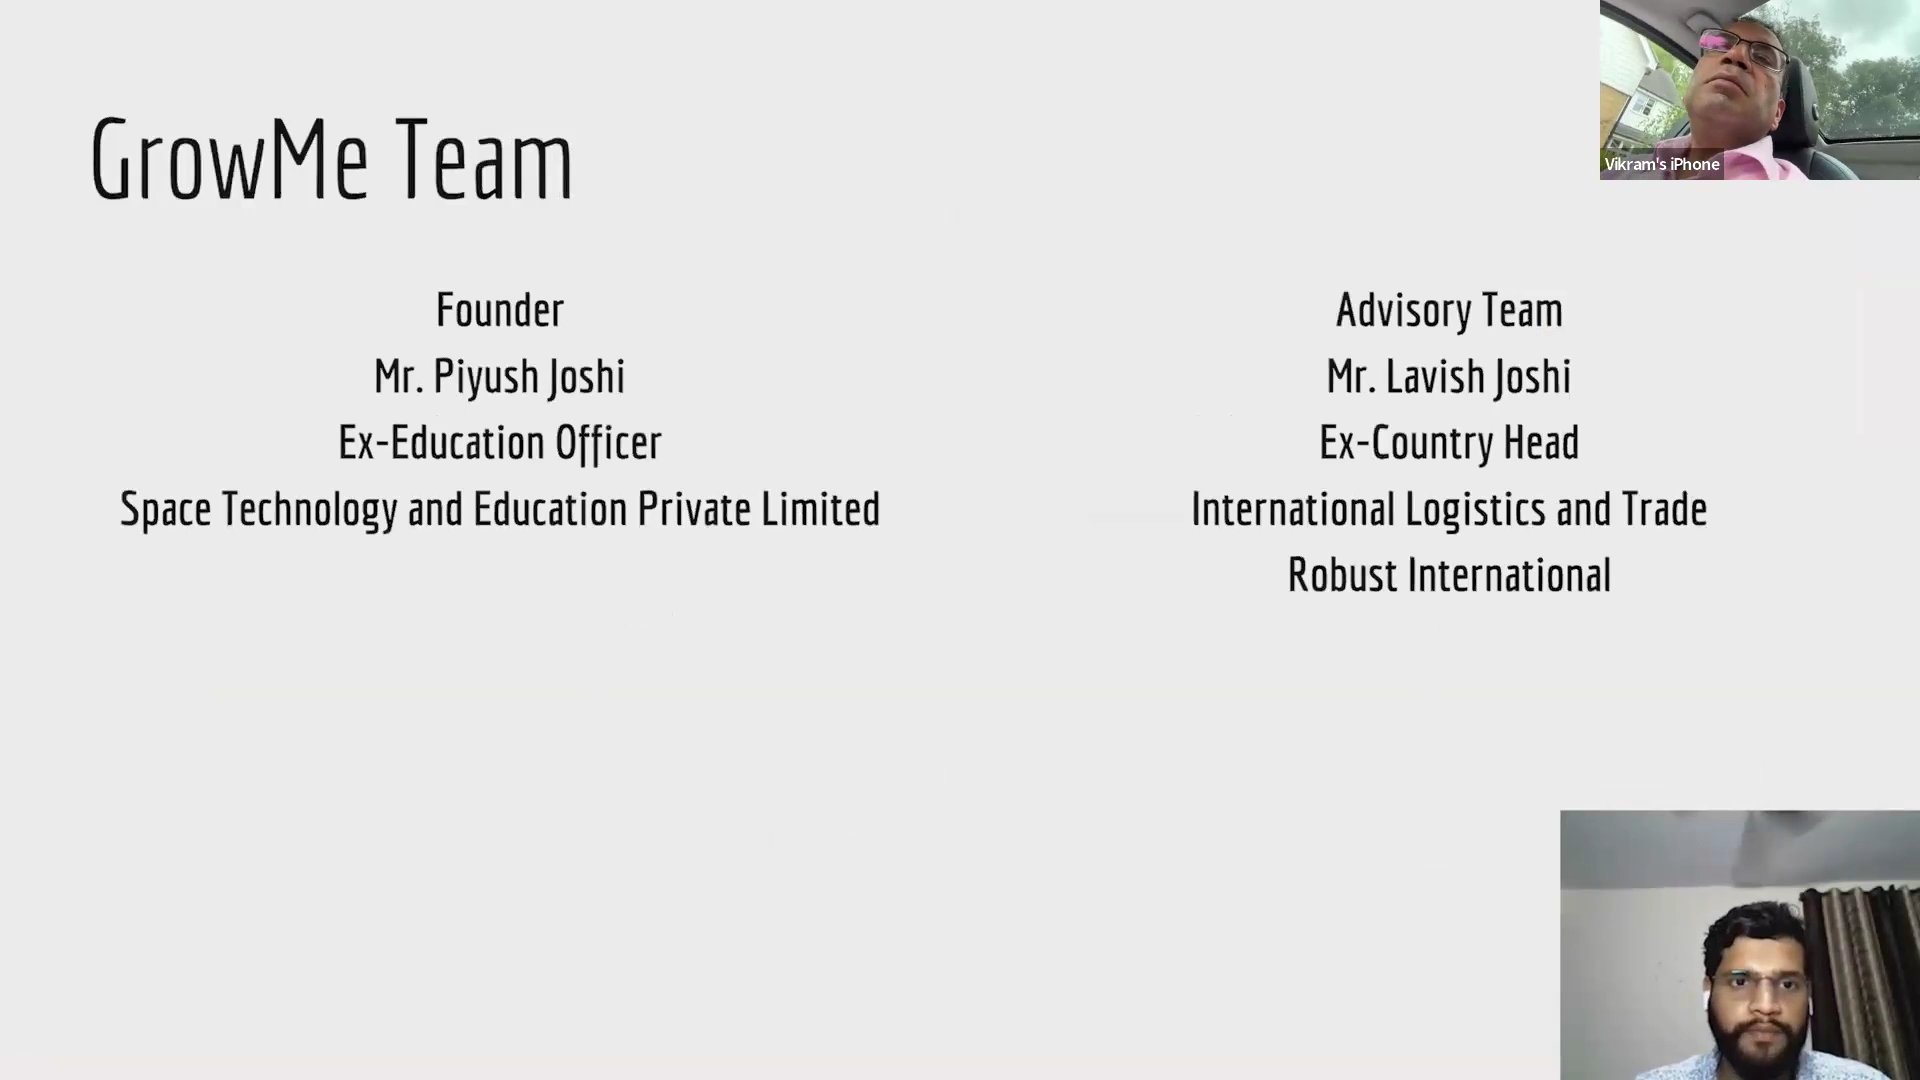 GrowMe Team
Founder
Mr. Piyush Joshi
Ex-Education Officer
Space Technology and Education Private Limited
Advisory Team
Mr. Lavish Joshi
Ex-Country Head
International Logistics and Trade
Robust International
Vikram's iPhone